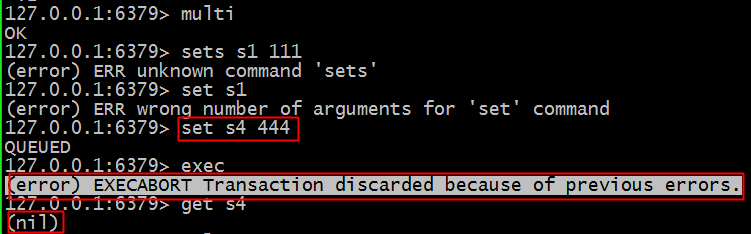 127.0.0.1:6379> multi
OK
127.0.0.1:6379> sets s1 111
(error) ERR unknown command 'sets'
127.0.0.1:6379> set s1
(error) ERR wrong number of arguments for 'set' command
127.0.0.1:6379> set s4 444
QUEUED
127.0.0.1:6379> exec
(error) EXECABORT Transaction discarded because of previous errors.
127.0.0.1:6379> get s4
(nil)